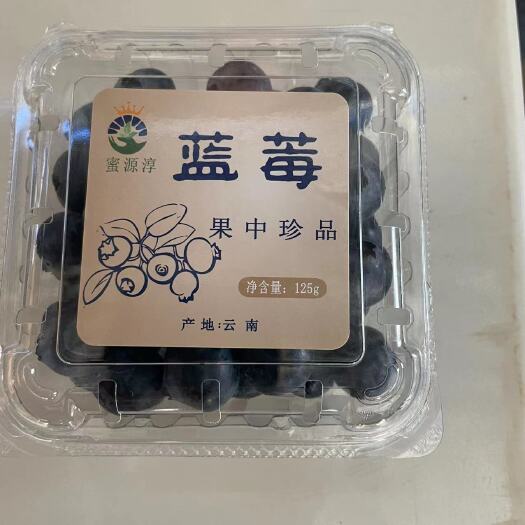 蓝莓
蜜源淳
果中珍品
净含量: 125g
产地:云南